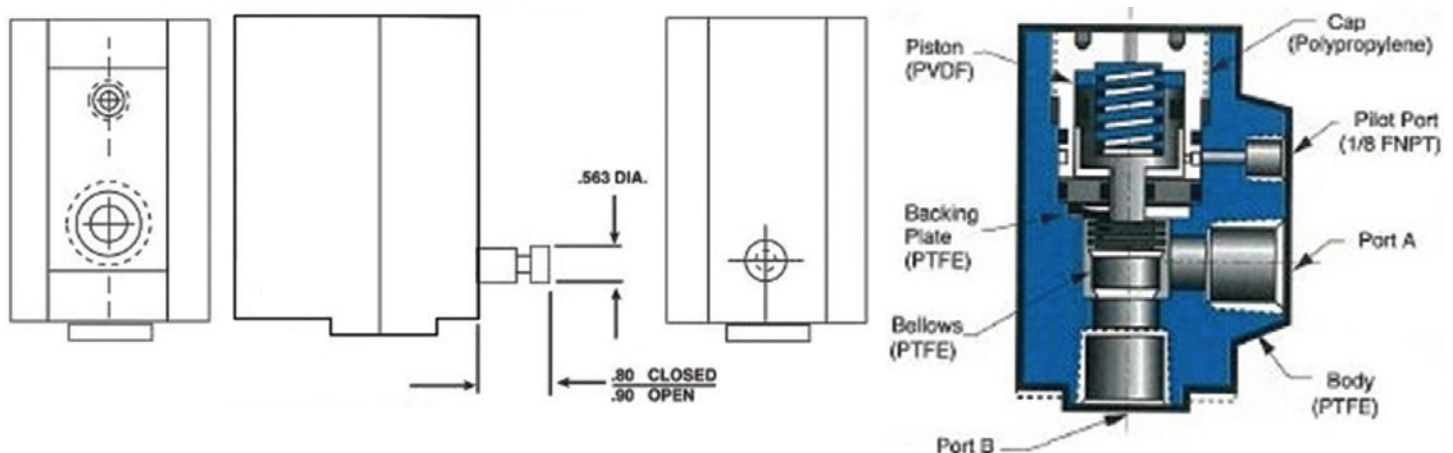 .563 DIA.
.80 CLOSED
.90 OPEN
Piston
(PVDF)
Cap
(Polypropylene)
Pilot Port
(1/8 FNPT)
Backing
Plate
(PTFE)
Port A
Bellows
(PTFE)
Body
(PTFE)
Port B